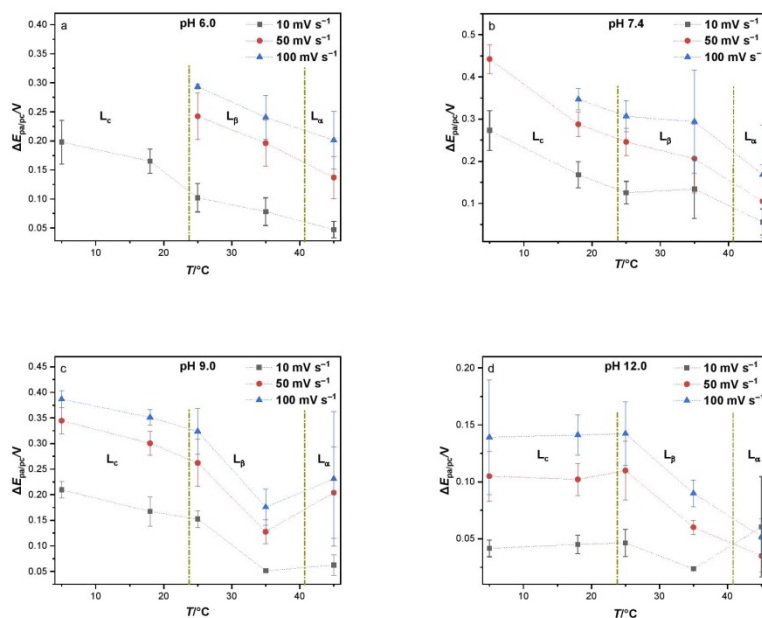 a
pH 6.0
10 mV s⁻¹
50 mV s⁻¹
100 mV s⁻¹
0.40
0.35
0.30
0.25
0.20
0.15
0.10
0.05
ΔE_pa/pc/V
L_c
L_β
L_α
0 10 20 30 40
T/°C
b
pH 7.4
10 mV s⁻¹
50 mV s⁻¹
100 mV s⁻¹
0.5
0.4
0.3
0.2
0.1
ΔE_pa/pc/V
L_c
L_β
L_α
0 10 20 30 40
T/°C
c
pH 9.0
10 mV s⁻¹
50 mV s⁻¹
100 mV s⁻¹
0.45
0.40
0.35
0.30
0.25
0.20
0.15
0.10
0.05
ΔE_pa/pc/V
L_c
L_β
L_α
0 10 20 30 40
T/°C
d
pH 12.0
10 mV s⁻¹
50 mV s⁻¹
100 mV s⁻¹
0.20
0.15
0.10
0.05
ΔE_pa/pc/V
L_c
L_β
L_α
0 10 20 30 40
T/°C